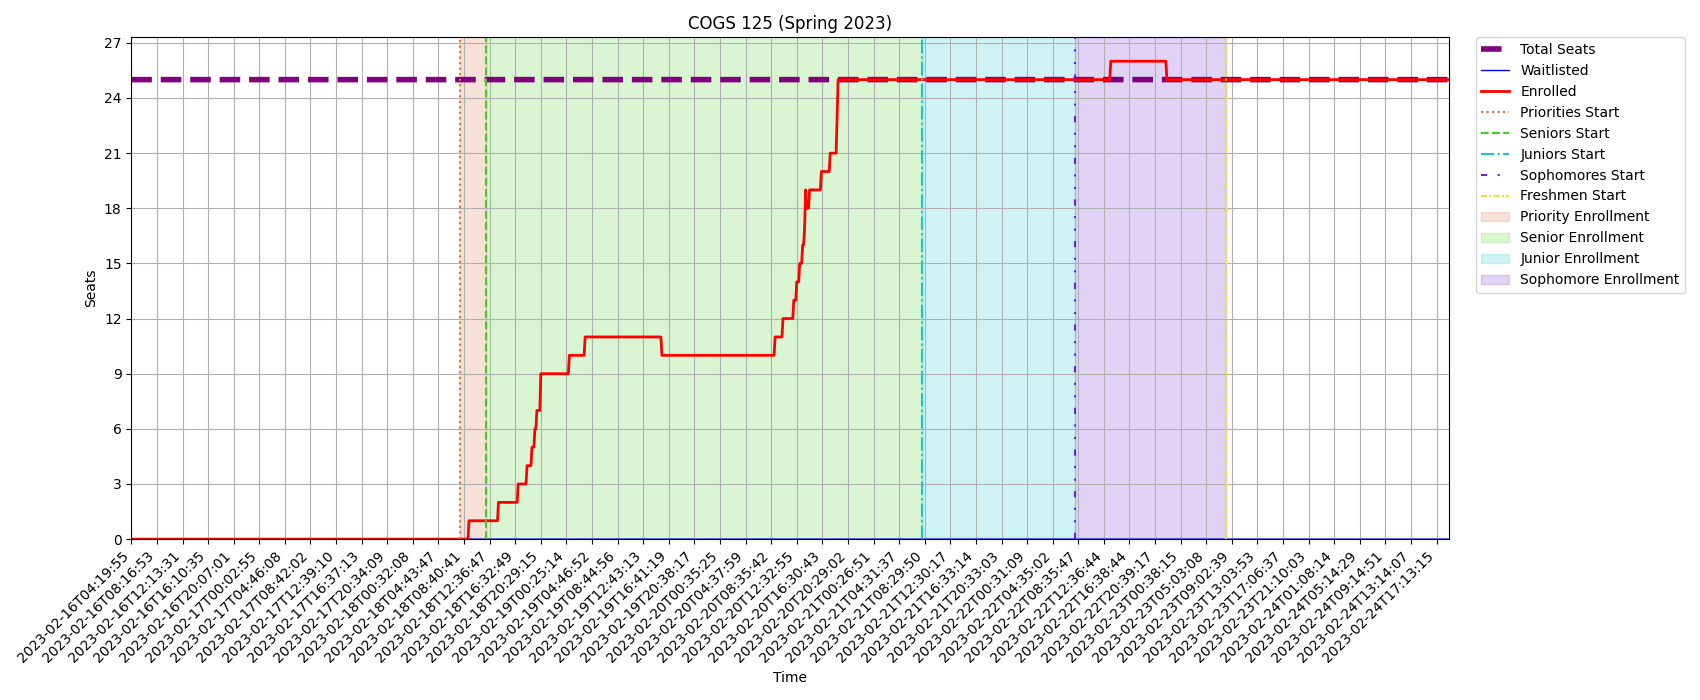 COGS 125 (Spring 2023)
27
24
21
18
15
12
9
6
3
0
Seats
2023-02-16T04:19:55
2023-02-16T08:16:53
2023-02-16T12:13:31
2023-02-16T16:10:35
2023-02-16T20:07:01
2023-02-17T00:02:55
2023-02-17T04:46:08
2023-02-17T08:42:02
2023-02-17T12:39:10
2023-02-17T16:37:13
2023-02-17T20:34:09
2023-02-18T00:32:08
2023-02-18T04:43:47
2023-02-18T08:40:41
2023-02-18T12:36:47
2023-02-18T16:32:49
2023-02-18T20:29:15
2023-02-19T00:25:14
2023-02-19T04:46:52
2023-02-19T08:44:56
2023-02-19T12:43:13
2023-02-19T16:41:19
2023-02-19T20:38:17
2023-02-20T00:35:25
2023-02-20T04:37:59
2023-02-20T08:35:42
2023-02-20T12:32:55
2023-02-20T16:30:43
2023-02-20T20:29:02
2023-02-21T00:26:51
2023-02-21T04:31:37
2023-02-21T08:29:50
2023-02-21T12:30:17
2023-02-21T16:33:14
2023-02-21T20:33:03
2023-02-22T00:31:09
2023-02-22T04:35:02
2023-02-22T08:35:47
2023-02-22T12:36:44
2023-02-22T16:38:44
2023-02-22T20:39:17
2023-02-23T00:38:15
2023-02-23T05:03:08
2023-02-23T09:02:39
2023-02-23T13:03:53
2023-02-23T17:06:37
2023-02-23T21:10:03
2023-02-24T01:08:14
2023-02-24T05:14:29
2023-02-24T09:14:51
2023-02-24T13:14:07
2023-02-24T17:13:15
Time
Total Seats
Waitlisted
Enrolled
Priorities Start
Seniors Start
Juniors Start
Sophomores Start
Freshmen Start
Priority Enrollment
Senior Enrollment
Junior Enrollment
Sophomore Enrollment